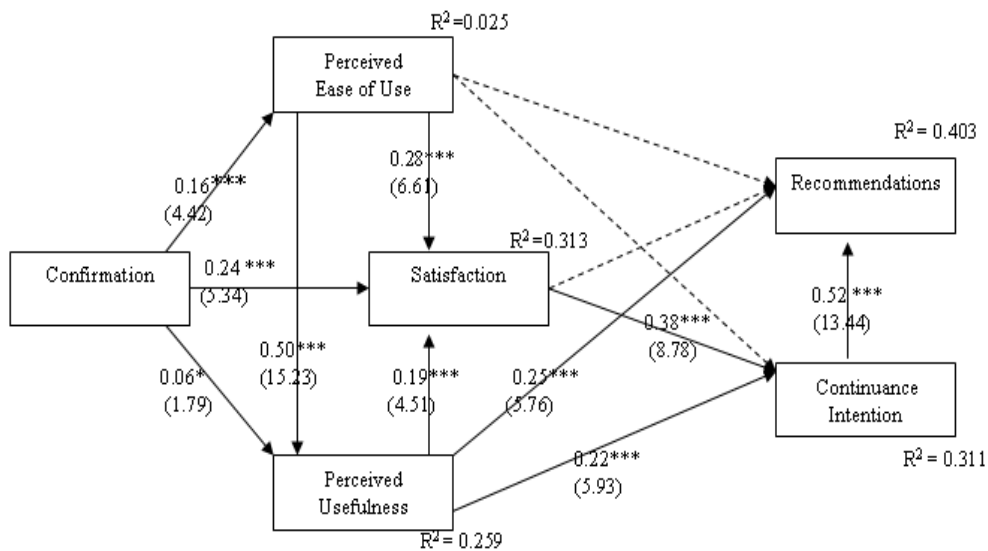 R²=0.025
Perceived
Ease of Use
R² = 0.403
0.28***
(6.61)
Recommendations
0.16***
(4.42)
R²=0.313
Confirmation
0.24 ***
(5.34)
Satisfaction
0.52 ***
(13.44)
0.38***
(8.78)
0.50***
(15.23)
0.06*
(1.79)
0.19***
(4.51)
0.25***
(5.76)
Continuance
Intention
0.22***
(5.93)
R² = 0.311
Perceived
Usefulness
R² = 0.259